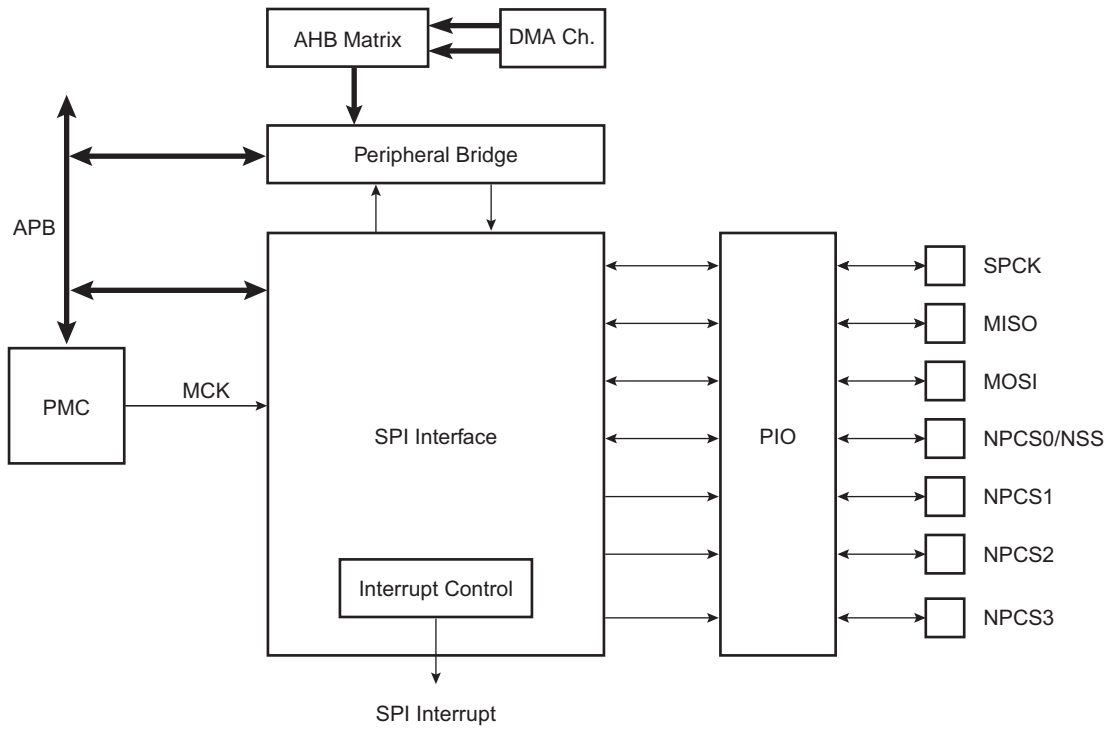 AHB Matrix
DMA Ch.
Peripheral Bridge
APB
SPCK
MISO
MOSI
PMC
MCK
SPI Interface
PIO
NPCS0/NSS
NPCS1
NPCS2
Interrupt Control
NPCS3
SPI Interrupt